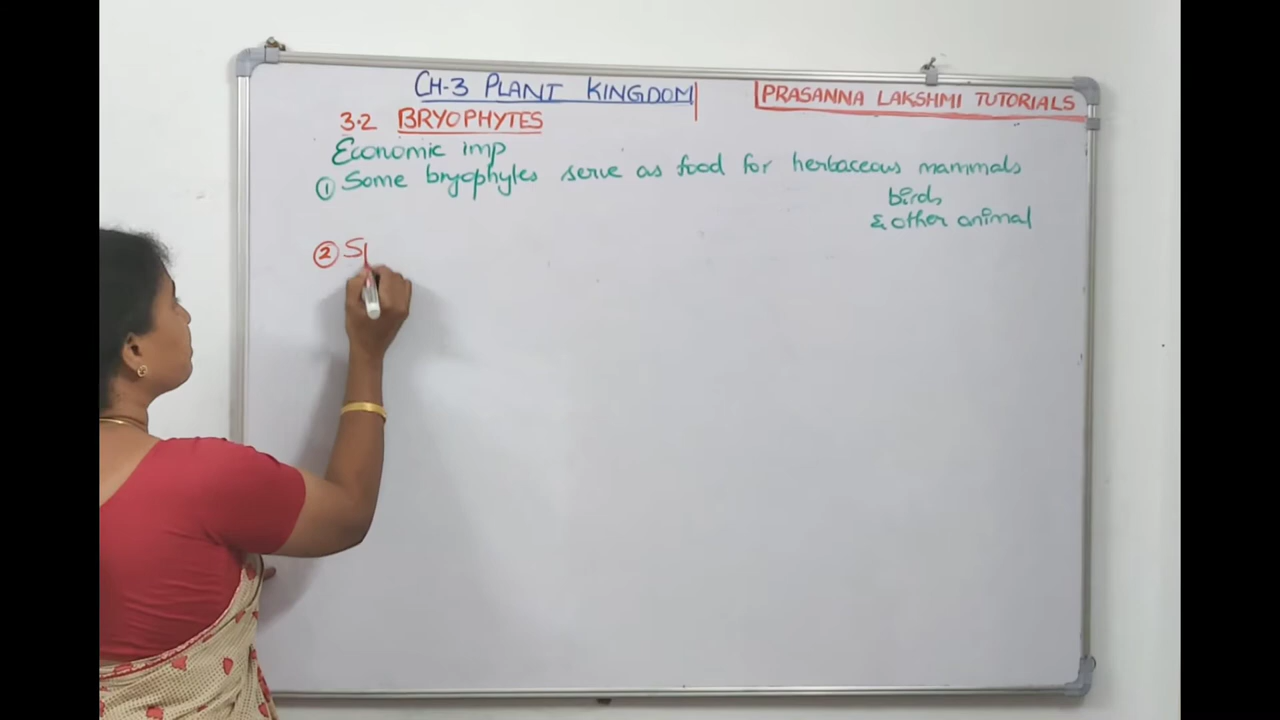 CH-3 PLANT KINGDOM
PRASANNA LAKSHMI TUTORIALS
3.2 BRYOPHYTES
Economic imp
① Some bryophytes serve as food for herbaceous mammals
birds
& other animal
② S